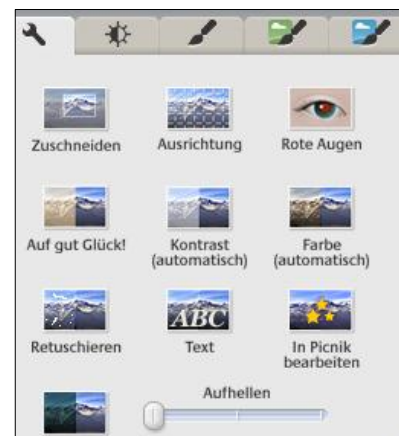 Zuschneiden
Ausrichtung
Rote Augen
Auf gut Glück!
Kontrast
(automatisch)
Farbe
(automatisch)
Retuschieren
ABC
Text
In Picnik
bearbeiten
Aufhellen